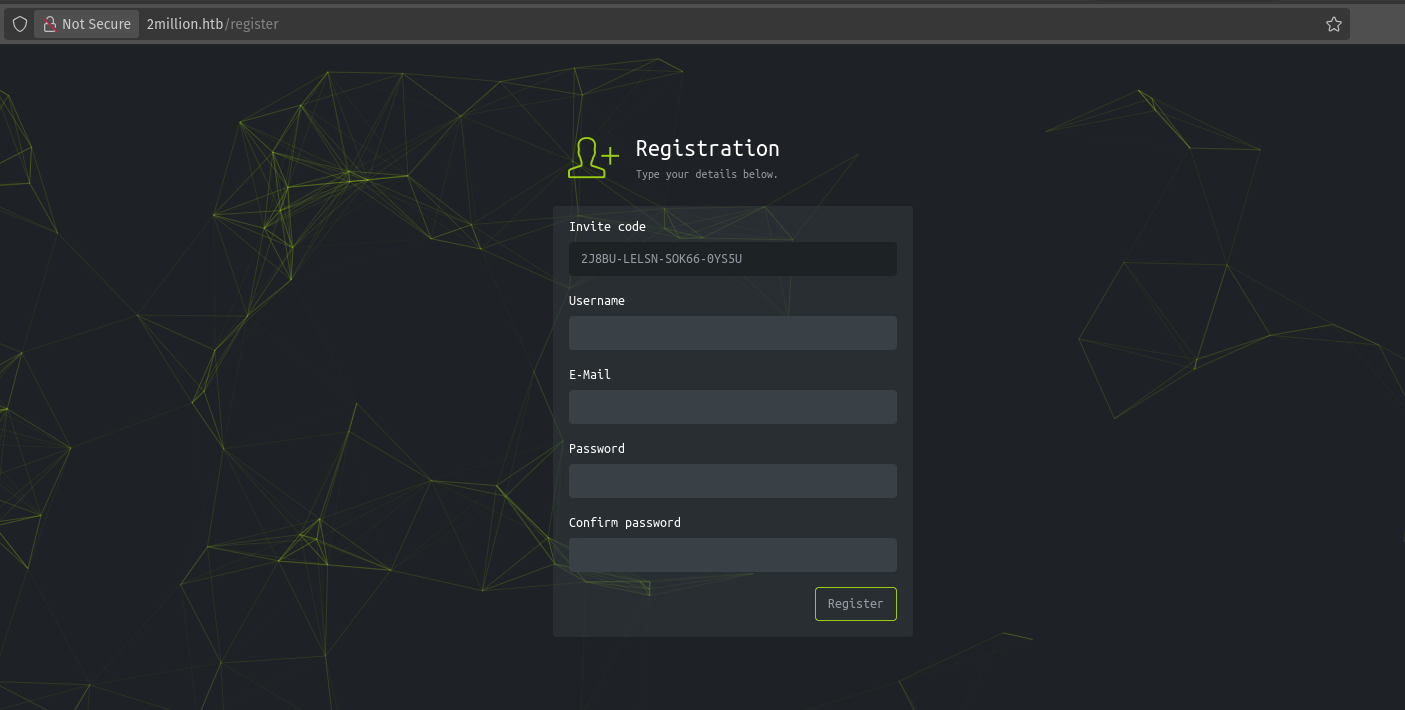 Not Secure 2million.htb/register
Registration
Type your details below.
Invite code
2J8BU-LELSN-SOK66-0YS5U
Username
E-Mail
Password
Confirm password
Register